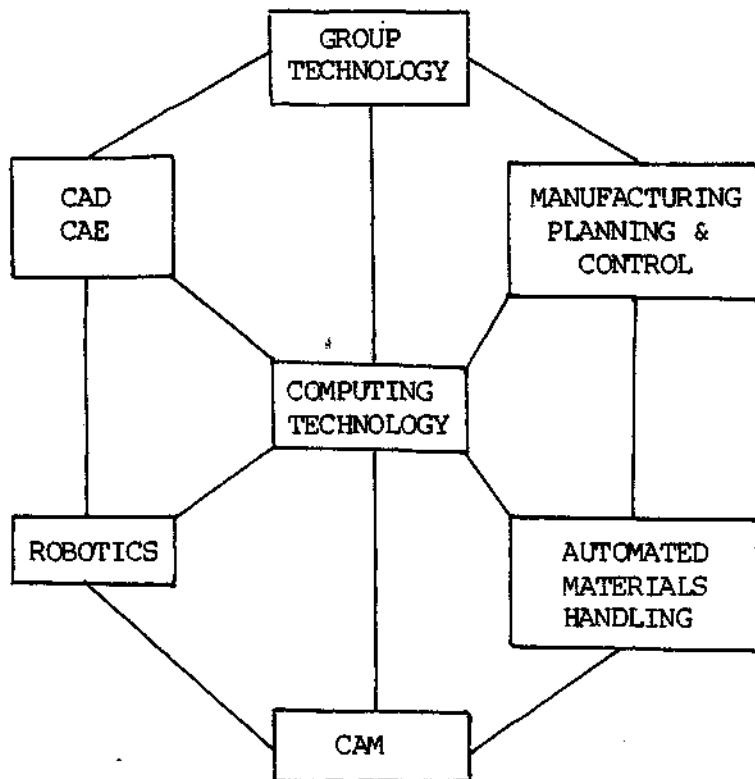 GROUP
TECHNOLOGY
CAD
CAE
MANUFACTURING
PLANNING &
CONTROL
COMPUTING
TECHNOLOGY
ROBOTICS
AUTOMATED
MATERIALS
HANDLING
CAM